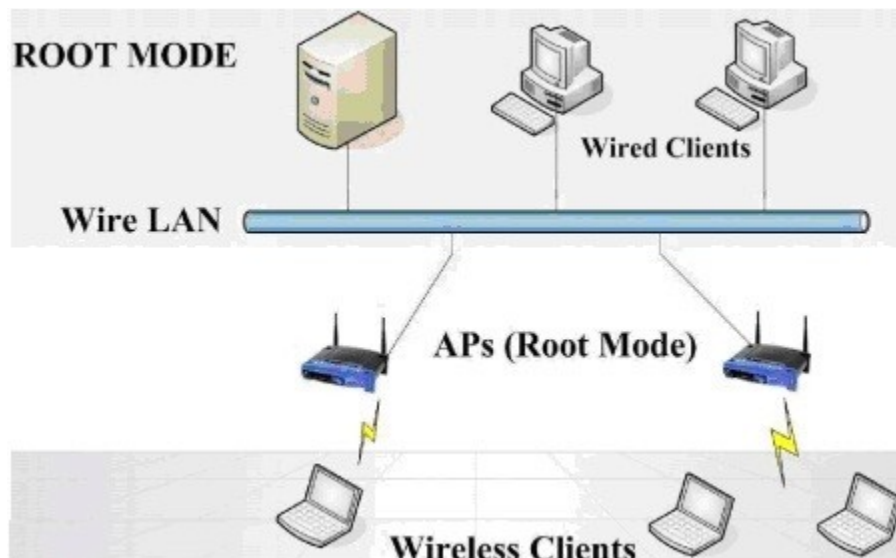 ROOT MODE
Wired Clients
Wire LAN
APs (Root Mode)
Wireless Clients